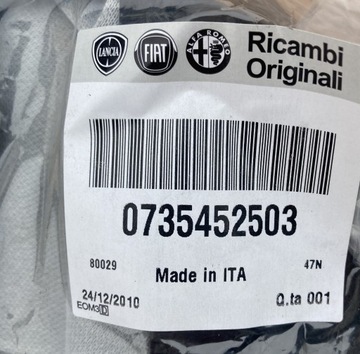 LANCIA FIAT ALFA ROMEO Ricambi
Originali
0735452503
80029 Made in ITA 47N
24/12/2010 Q.ta 001
EOM3